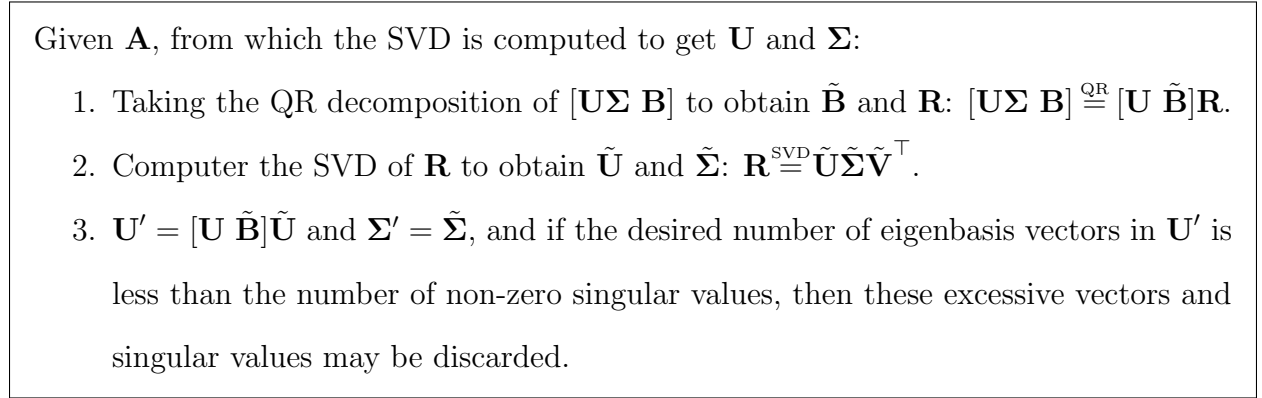 Given A, from which the SVD is computed to get U and Σ:
1. Taking the QR decomposition of [UΣ B] to obtain B̃ and R: [UΣ B] QR= [U B̃]R.
2. Computer the SVD of R to obtain Ũ and Σ̃: R SVD= ŨΣ̃Ṽ⊤.
3. U′ = [U B̃]Ũ and Σ′ = Σ̃, and if the desired number of eigenbasis vectors in U′ is
less than the number of non-zero singular values, then these excessive vectors and
singular values may be discarded.